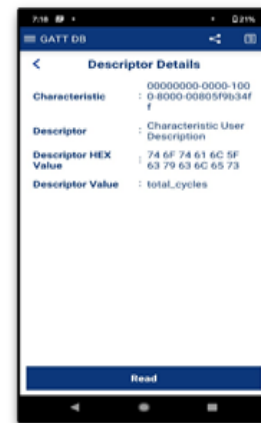 7:18
21%
GATT DB
Descriptor Details
Characteristic : 00000000-0000-100
0-8000-00805f9b34f
f
Descriptor : Characteristic User
Description
Descriptor HEX : 74 6F 74 61 6C 5F
Value 63 79 63 6C 65 73
Descriptor Value : total_cycles
Read